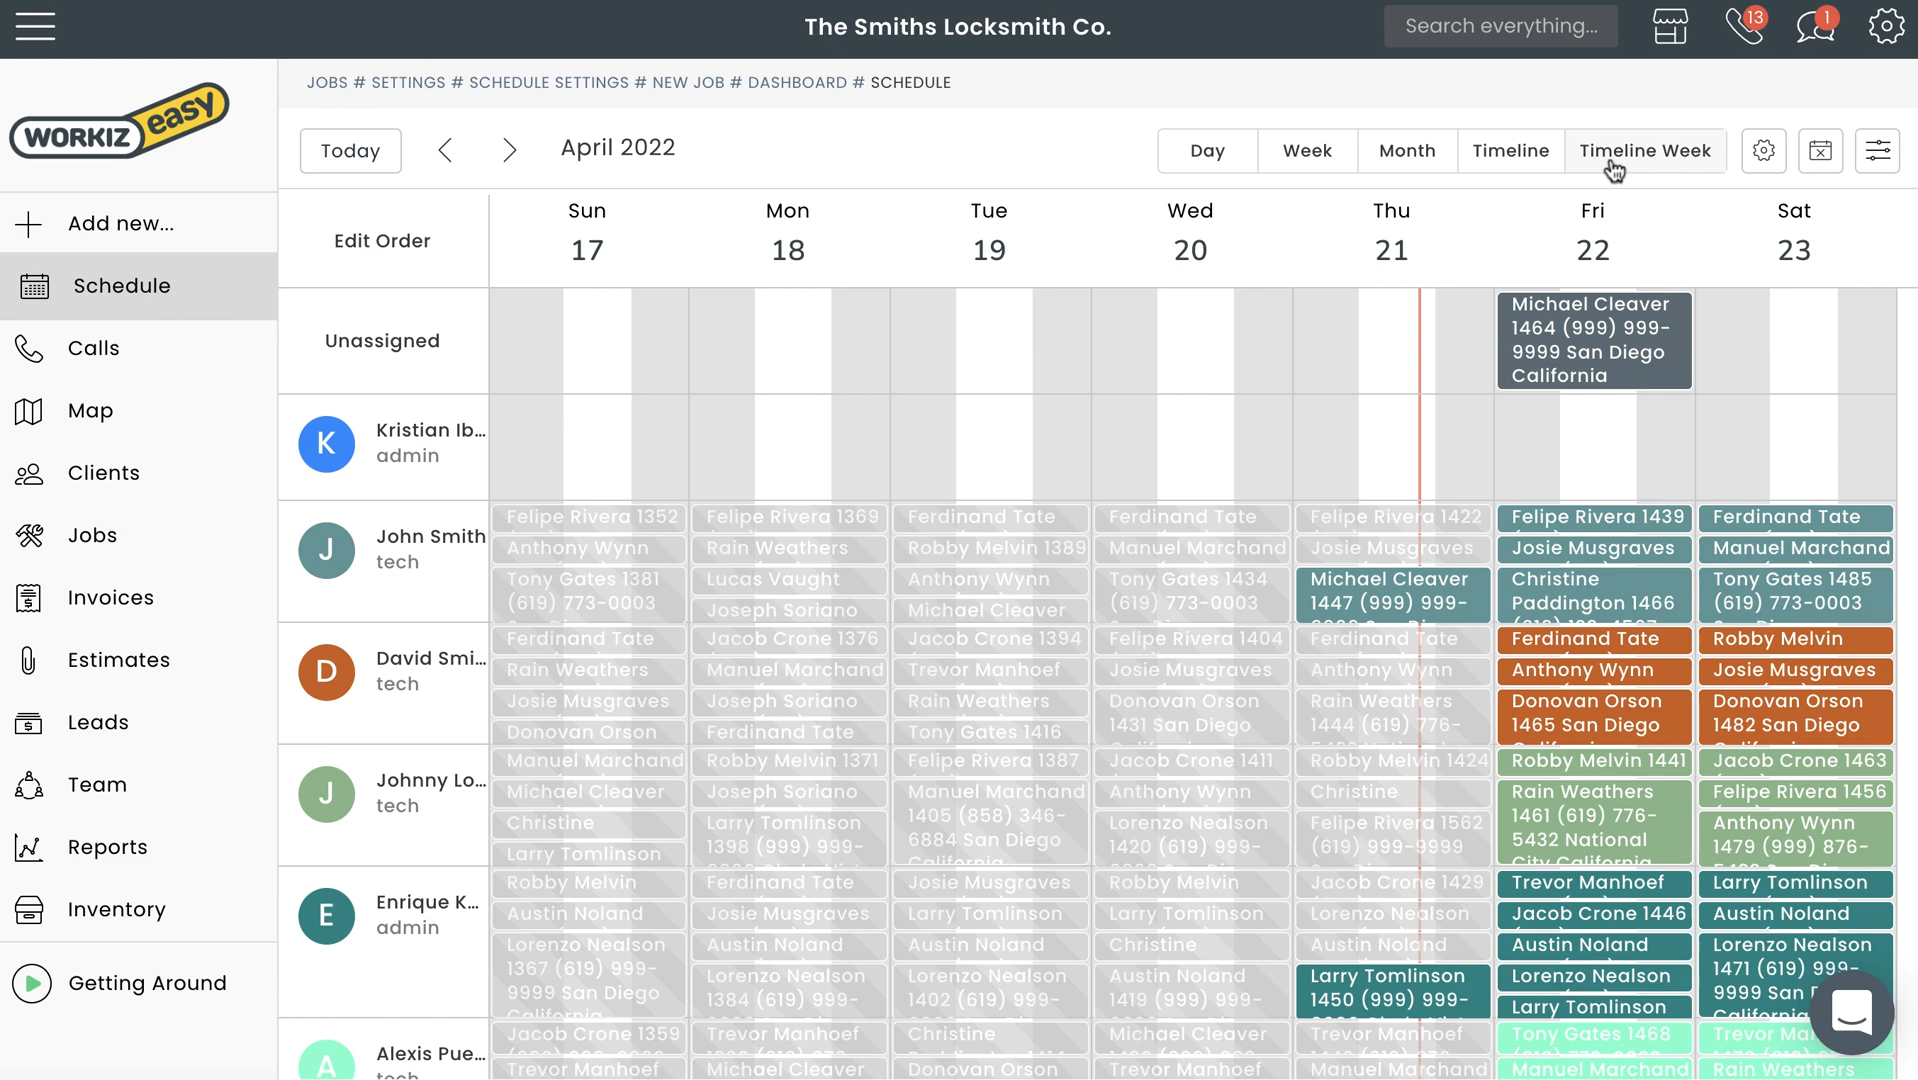 The Smiths Locksmith Co.
Search everything...
13
1
WORKIZ easy
JOBS # SETTINGS # SCHEDULE SETTINGS # NEW JOB # DASHBOARD # SCHEDULE
Today
April 2022
Day
Week
Month
Timeline
Timeline Week
Add new...
Schedule
Calls
Map
Clients
Jobs
Invoices
Estimates
Leads
Team
Reports
Inventory
Getting Around
Edit Order
Sun
17
Mon
18
Tue
19
Wed
20
Thu
21
Fri
22
Sat
23
Unassigned
Michael Cleaver
1464 (999) 999-
9999 San Diego
California
K
Kristian Ib...
admin
J
John Smith
tech
Felipe Rivera 1352
Anthony Wynn
Tony Gates 1381
(619) 773-0003
Felipe Rivera 1369
Rain Weathers
Lucas Vaught
Joseph Soriano
Ferdinand Tate
Robby Melvin 1389
Anthony Wynn
Michael Cleaver
Ferdinand Tate
Manuel Marchand
Tony Gates 1434
(619) 773-0003
Felipe Rivera 1422
Josie Musgraves
Michael Cleaver
1447 (999) 999-
Felipe Rivera 1439
Josie Musgraves
Christine
Paddington 1466
Ferdinand Tate
Manuel Marchand
Tony Gates 1485
(619) 773-0003
D
David Smi...
tech
Ferdinand Tate
Rain Weathers
Josie Musgraves
Donovan Orson
Jacob Crone 1376
Manuel Marchand
Joseph Soriano
Ferdinand Tate
Jacob Crone 1394
Trevor Manhoef
Rain Weathers
Tony Gates 1416
Felipe Rivera 1404
Josie Musgraves
Donovan Orson
1431 San Diego
Ferdinand Tate
Anthony Wynn
Rain Weathers
1444 (619) 776-
Ferdinand Tate
Anthony Wynn
Donovan Orson
1465 San Diego
Robby Melvin
Josie Musgraves
Donovan Orson
1482 San Diego
J
Johnny Lo...
tech
Manuel Marchand
Michael Cleaver
Christine
Larry Tomlinson
Robby Melvin 1371
Joseph Soriano
Larry Tomlinson
1398 (999) 999-
Felipe Rivera 1387
Manuel Marchand
1405 (858) 346-
6884 San Diego
California
Jacob Crone 1411
Anthony Wynn
Lorenzo Nealson
1420 (619) 999-
Robby Melvin 1424
Christine
Felipe Rivera 1562
(619) 999-9999
Robby Melvin 1441
Rain Weathers
1461 (619) 776-
5432 National
City California
Jacob Crone 1463
Felipe Rivera 1456
Anthony Wynn
1479 (999) 876-
E
Enrique K...
admin
Robby Melvin
Austin Noland
Lorenzo Nealson
1367 (619) 999-
9999 San Diego
California
Ferdinand Tate
Josie Musgraves
Austin Noland
Lorenzo Nealson
1384 (619) 999-
Josie Musgraves
Larry Tomlinson
Austin Noland
Lorenzo Nealson
1402 (619) 999-
Robby Melvin
Larry Tomlinson
Christine
Austin Noland
1419 (999) 999-
Jacob Crone 1429
Lorenzo Nealson
Austin Noland
Larry Tomlinson
1450 (999) 999-
Trevor Manhoef
Jacob Crone 1446
Austin Noland
Lorenzo Nealson
Larry Tomlinson
Larry Tomlinson
Austin Noland
Lorenzo Nealson
1471 (619) 999-
9999 San
California
A
Alexis Pue...
tech
Jacob Crone 1359
Trevor Manhoef
Trevor Manhoef
Michael Cleaver
Christine
Donovan Orson
Michael Cleaver
Trevor Manhoef
Trevor Manhoef
Manuel Marchand
Tony Gates 1468
Manuel Marchand
Trevor
Rain Weathers